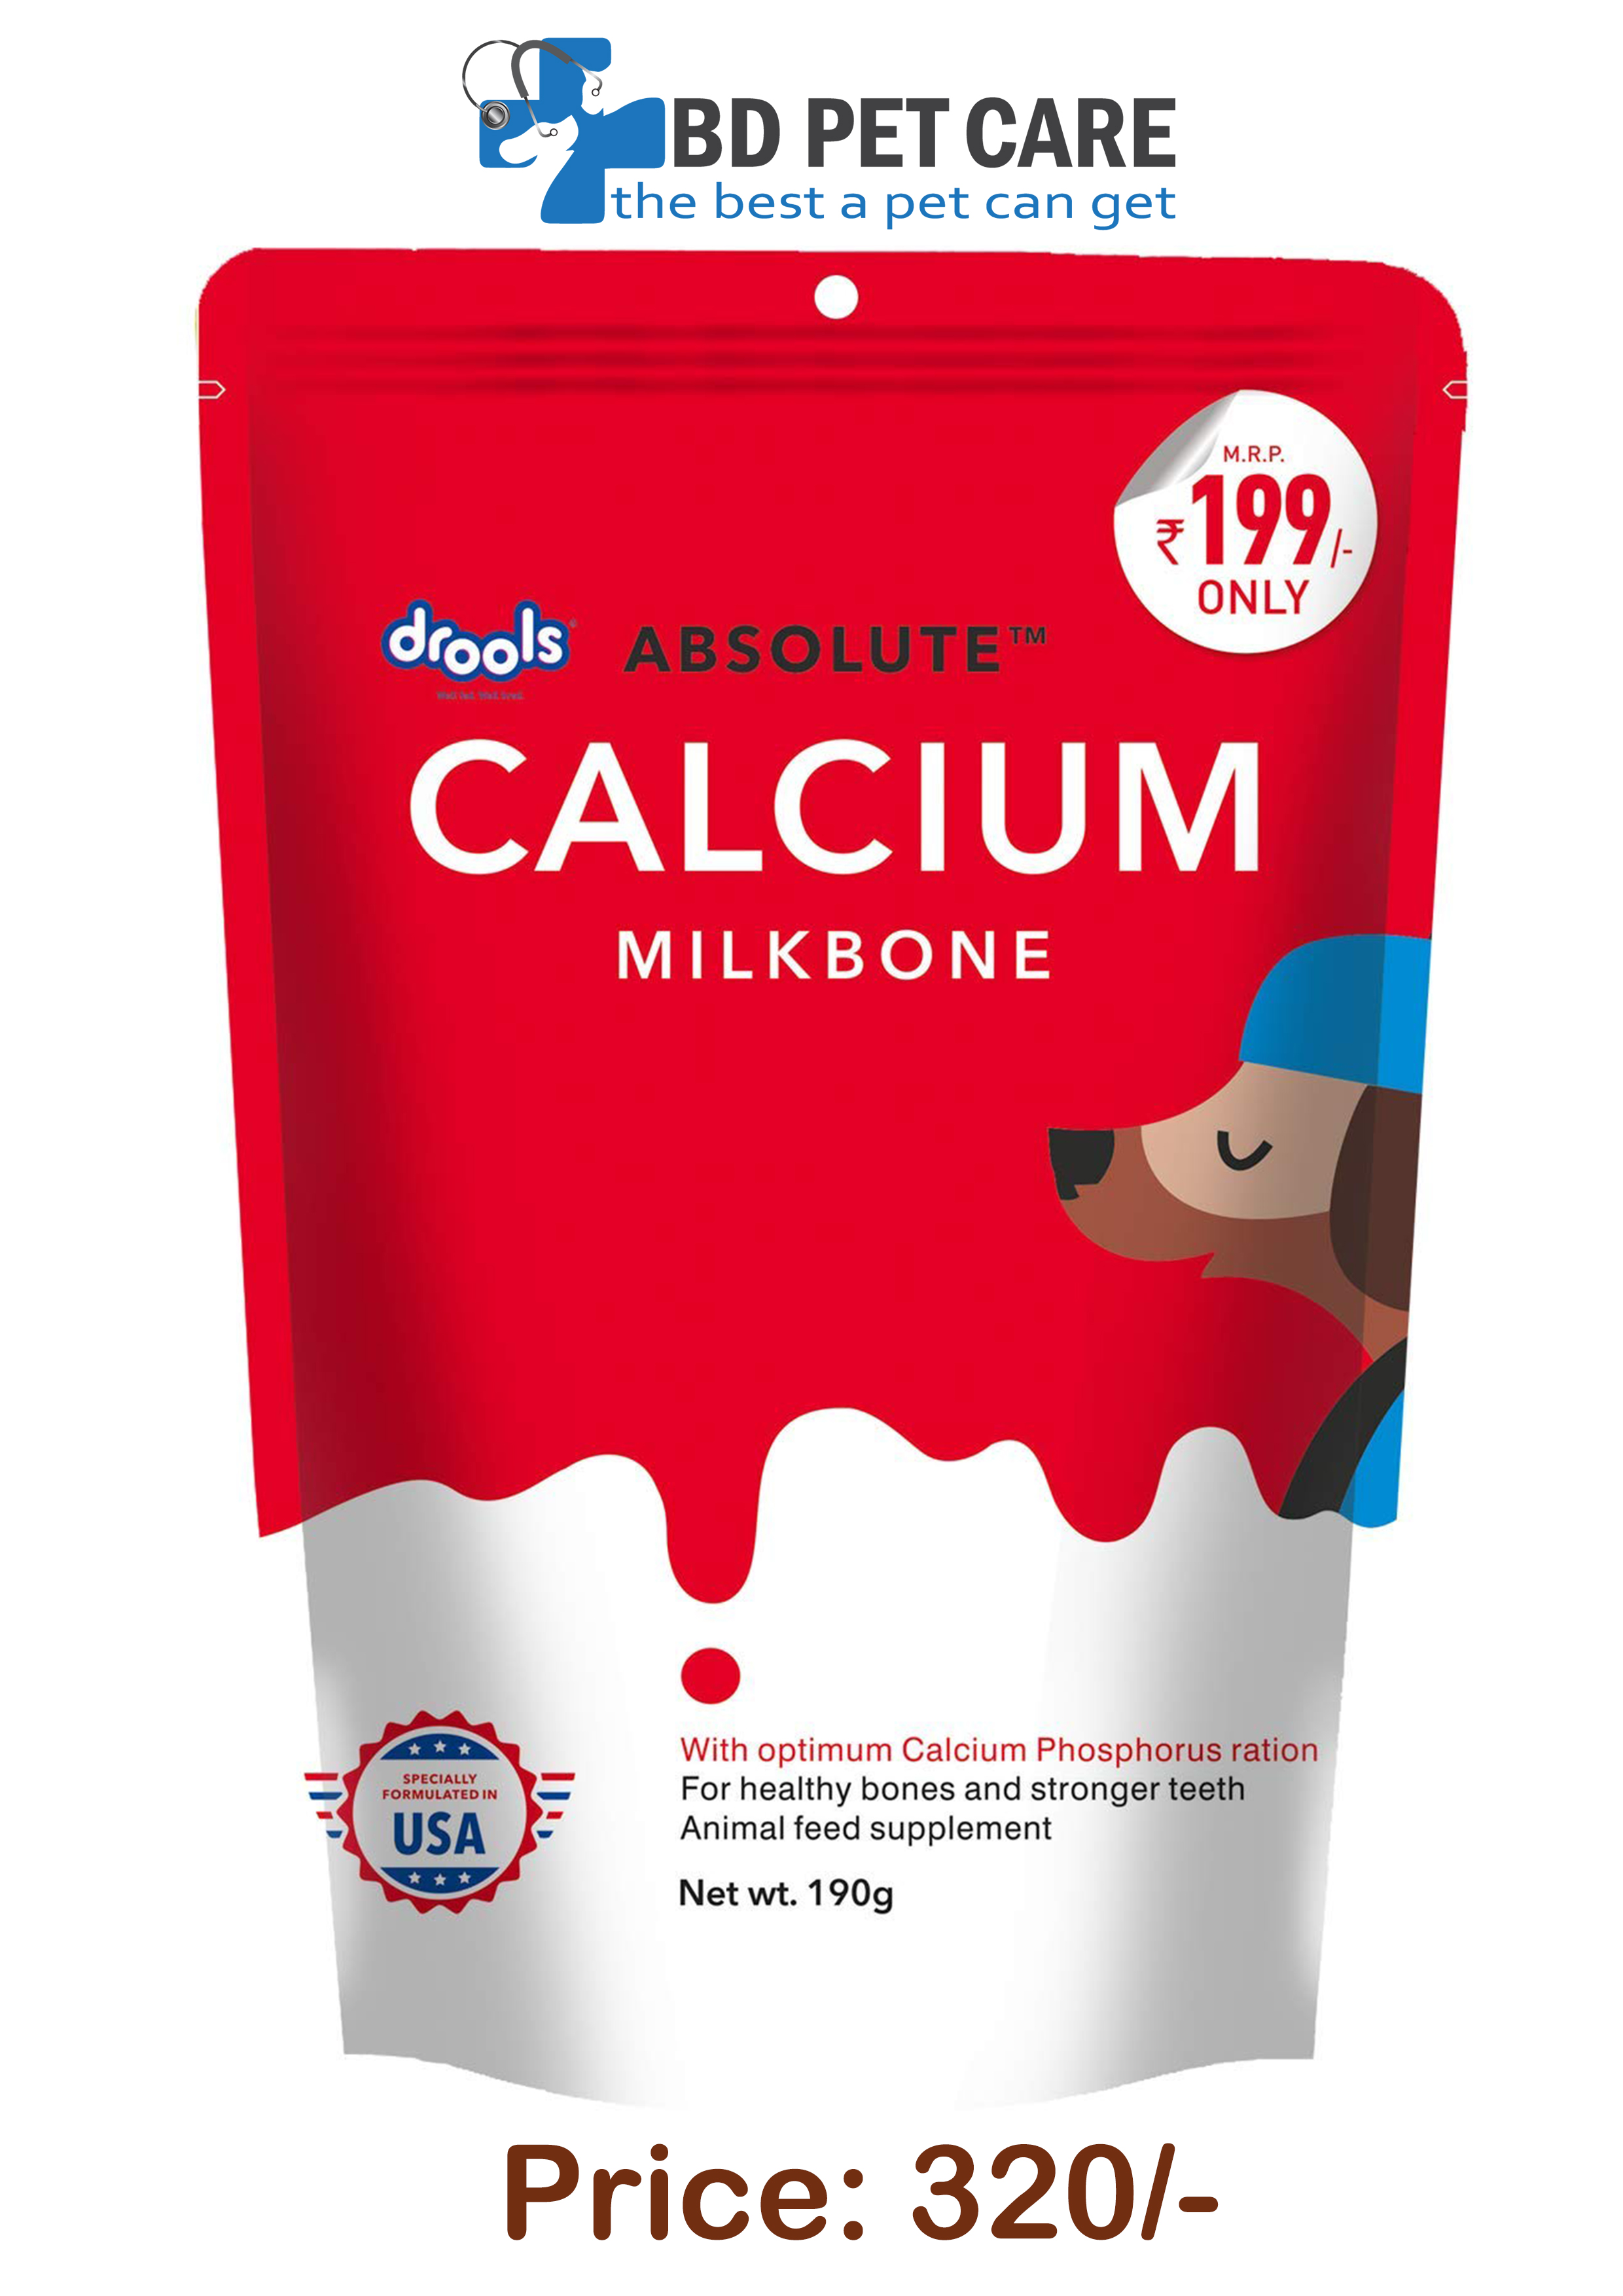 BD PET CARE
the best a pet can get
M.R.P.
₹199/-
ONLY
drools®
ABSOLUTE™
CALCIUM
MILKBONE
SPECIALLY
FORMULATED IN
USA
With optimum Calcium Phosphorus ration
For healthy bones and stronger teeth
Animal feed supplement
Net wt. 190g
Price: 320/-